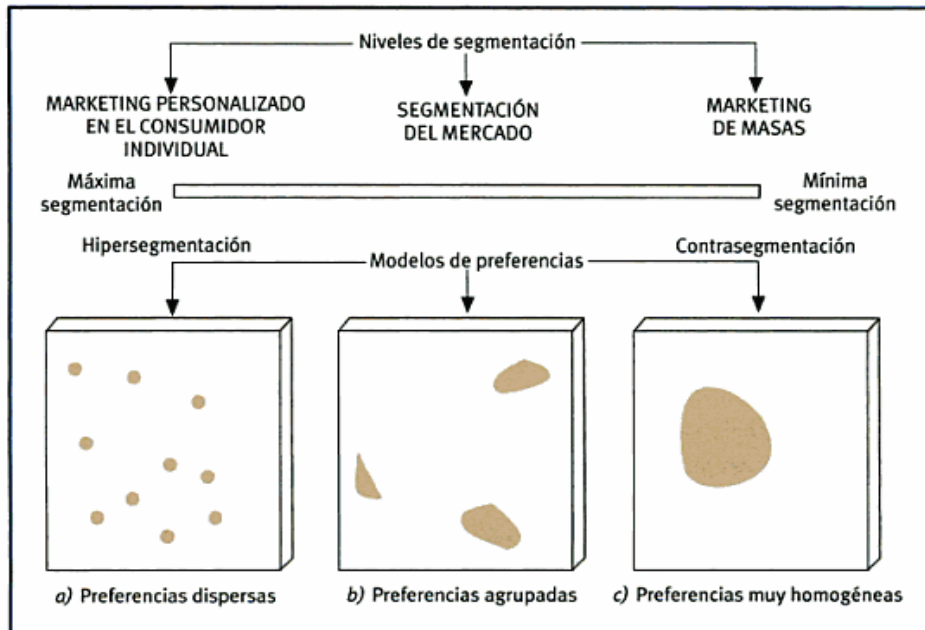 Niveles de segmentación
MARKETING PERSONALIZADO
EN EL CONSUMIDOR
INDIVIDUAL
SEGMENTACIÓN
DEL MERCADO
MARKETING
DE MASAS
Máxima
segmentación
Mínima
segmentación
Hipersegmentación
Modelos de preferencias
Contrasegmentación
a) Preferencias dispersas
b) Preferencias agrupadas
c) Preferencias muy homogéneas